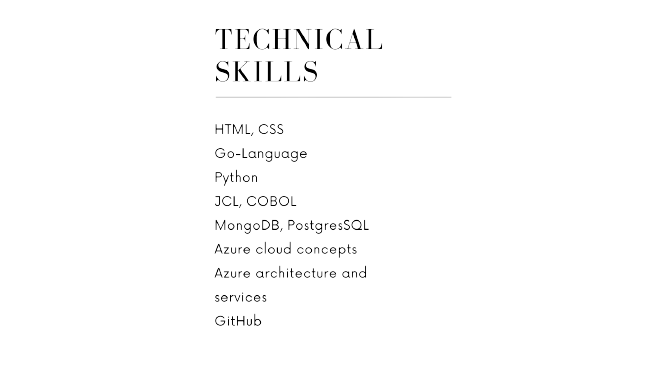 TECHNICAL
SKILLS
HTML, CSS
Go-Language
Python
JCL, COBOL
MongoDB, PostgresSQL
Azure cloud concepts
Azure architecture and
services
GitHub